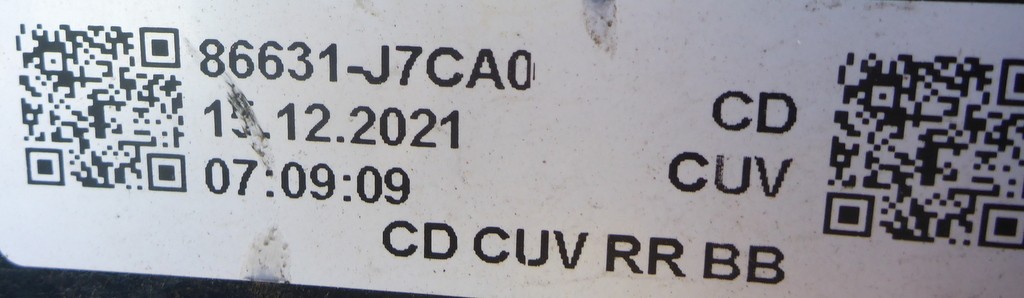 86631-J7CA0
15.12.2021
CD
07:09:09
CUV
CD CUV RR BB